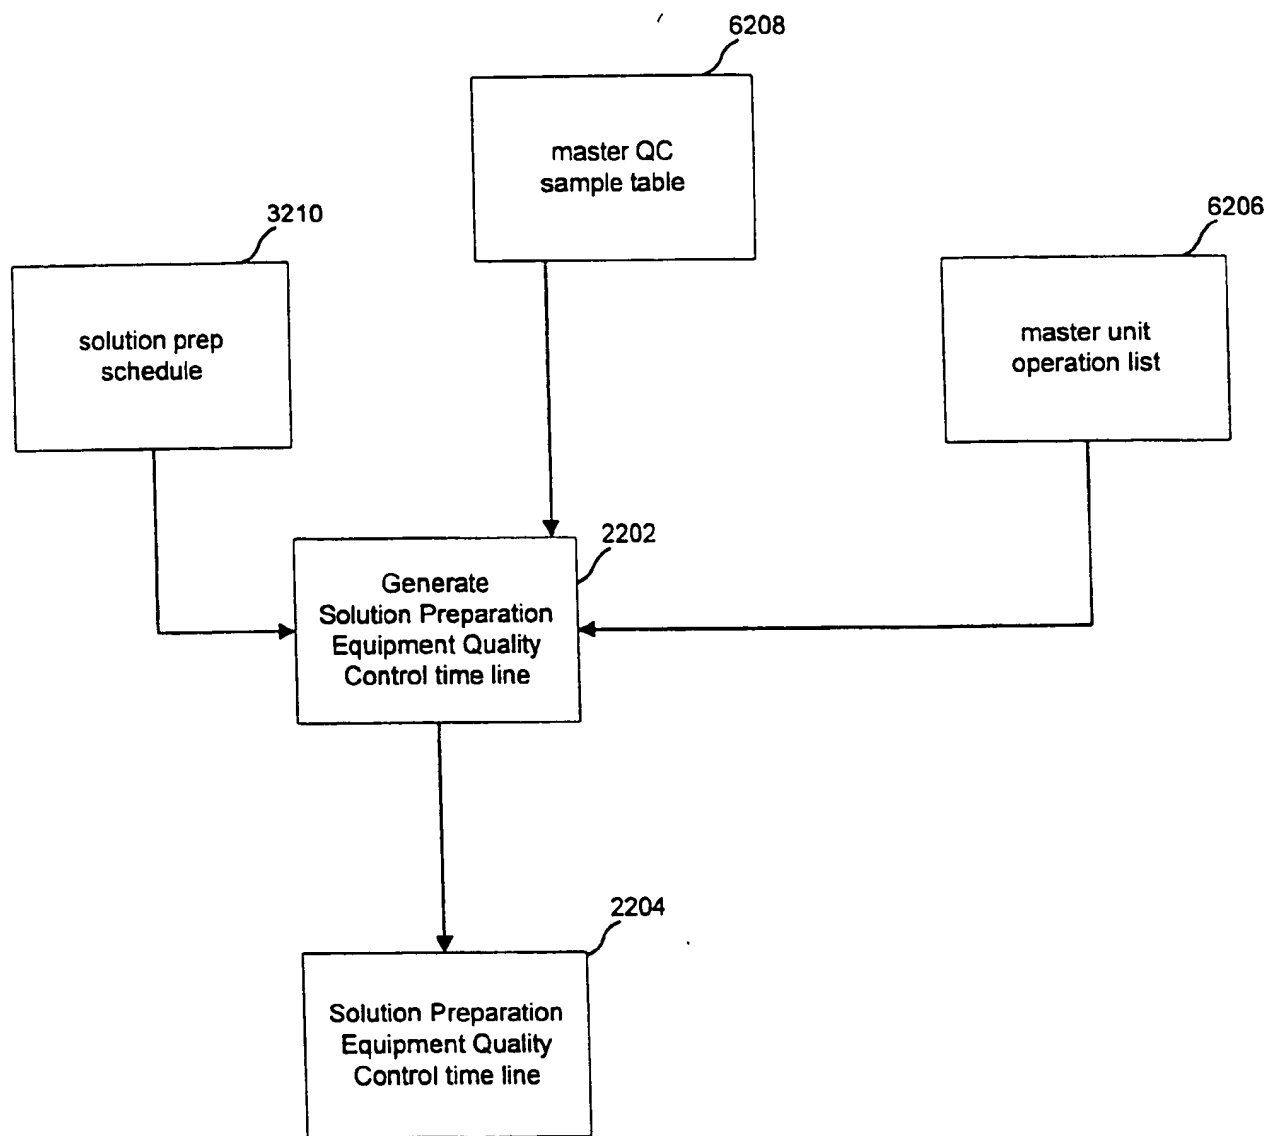 6208
master QC
sample table
3210
solution prep
schedule
6206
master unit
operation list
2202
Generate
Solution Preparation
Equipment Quality
Control time line
2204
Solution Preparation
Equipment Quality
Control time line